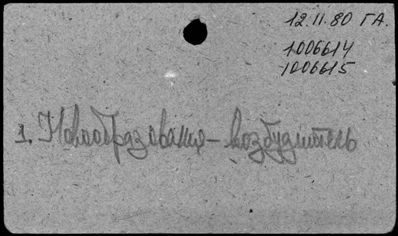 12.11.80 ГА.
1006614
1006615
1. Новообразование – возбудитель